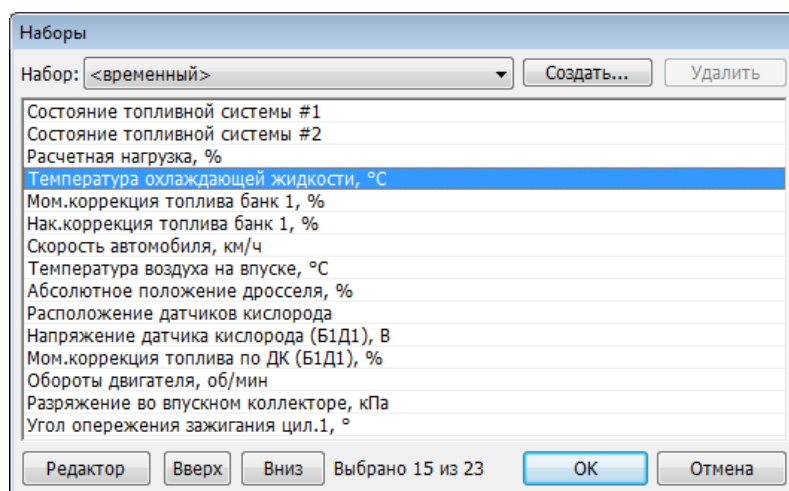 Наборы
Набор: <временный> Создать... Удалить
Состояние топливной системы #1
Состояние топливной системы #2
Расчетная нагрузка, %
Температура охлаждающей жидкости, °C
Мом.коррекция топлива банк 1, %
Нак.коррекция топлива банк 1, %
Скорость автомобиля, км/ч
Температура воздуха на впуске, °C
Абсолютное положение дросселя, %
Расположение датчиков кислорода
Напряжение датчика кислорода (Б1Д1), В
Мом.коррекция топлива по ДК (Б1Д1), %
Обороты двигателя, об/мин
Разряжение во впускном коллекторе, кПа
Угол опережения зажигания цил.1, °
Редактор Вверх Вниз Выбрано 15 из 23 OK Отмена